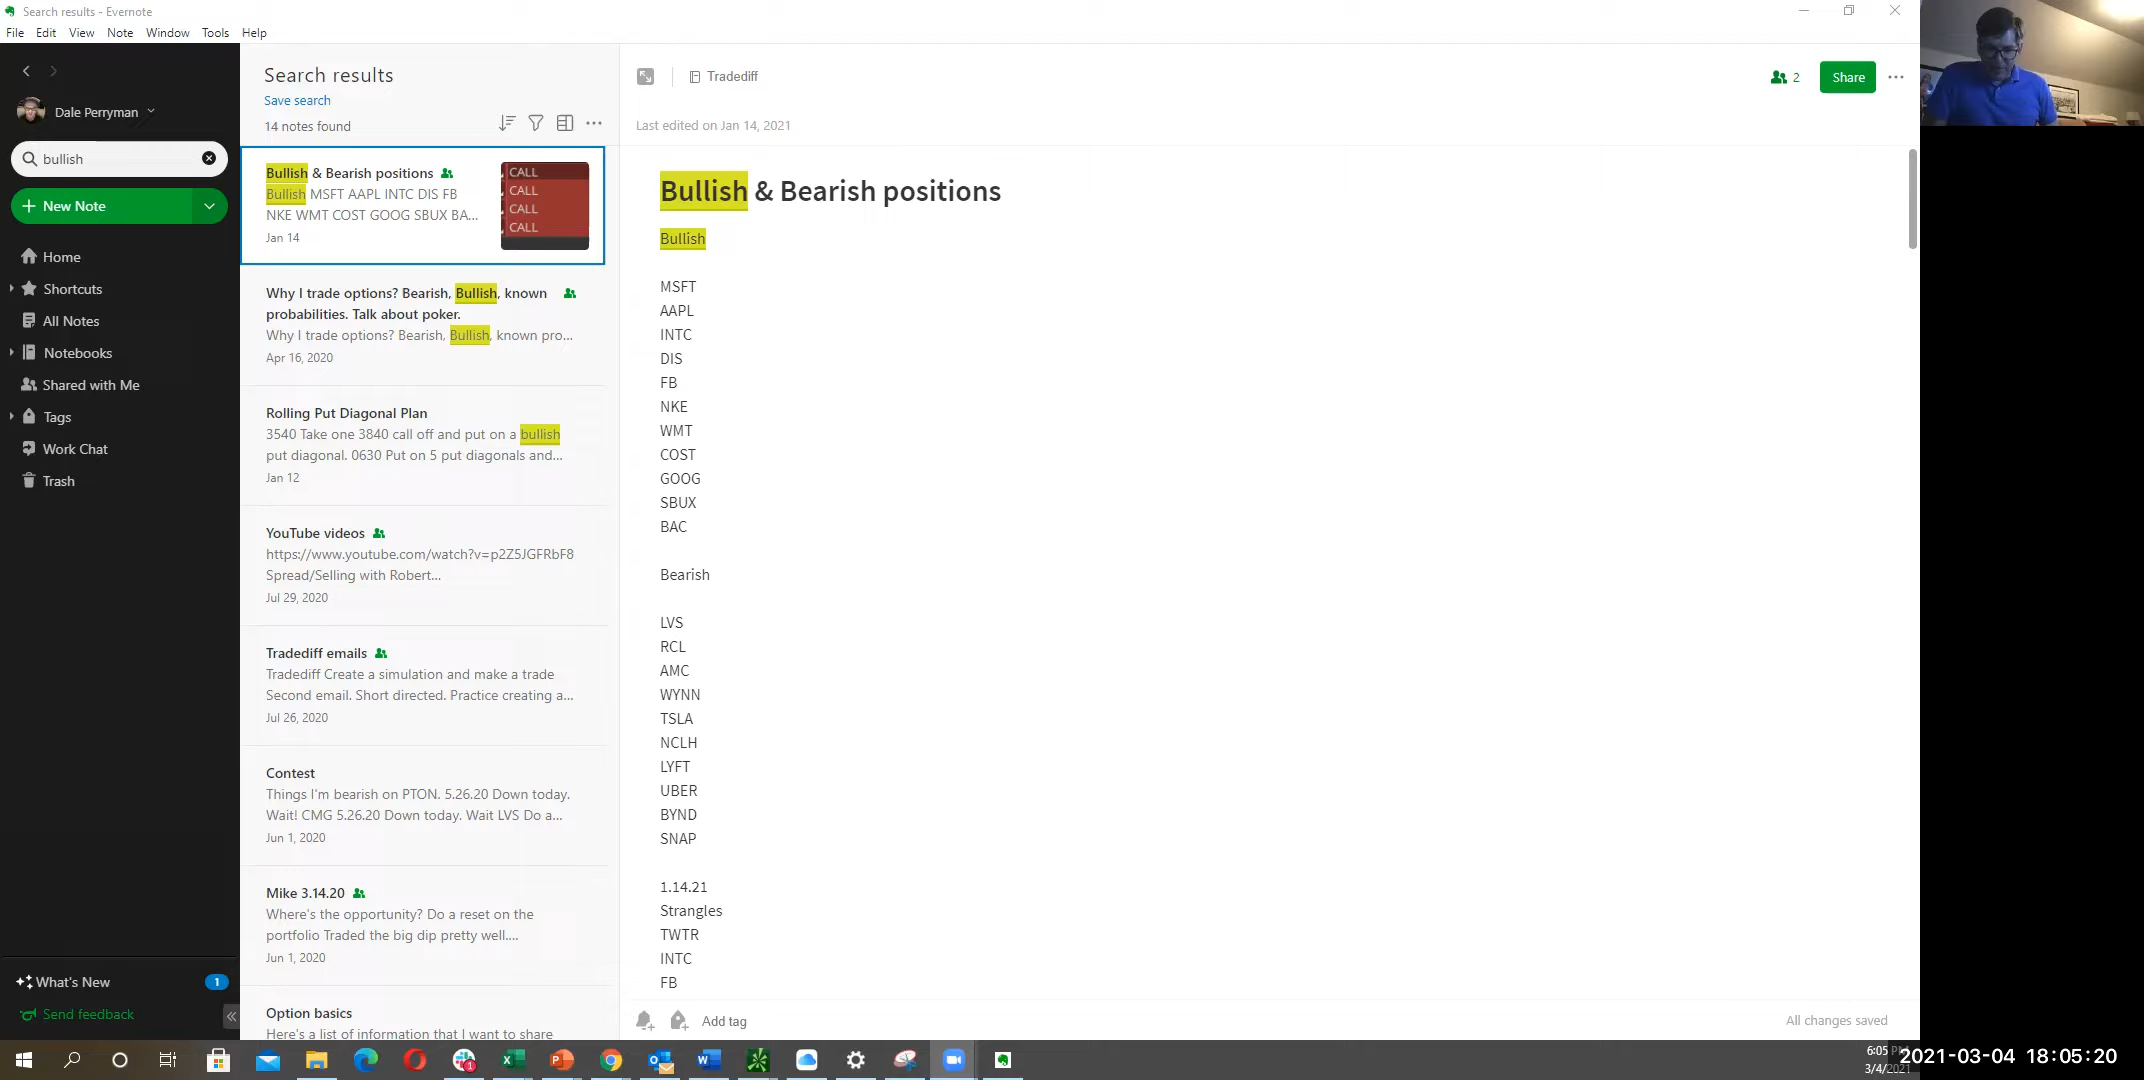 Search results - Evernote
File Edit View Note Window Tools Help
Dale Perryman
bullish
New Note
Home
Shortcuts
All Notes
Notebooks
Shared with Me
Tags
Work Chat
Trash
What's New 1
Send feedback
Search results
Save search
14 notes found
Bullish & Bearish positions
Bullish MSFT AAPL INTC DIS FB
NKE WMT COST GOOG SBUX BA...
Jan 14
CALL
CALL
CALL
CALL
Why I trade options? Bearish, Bullish, known
probabilities. Talk about poker.
Why I trade options? Bearish, Bullish, known pro...
Apr 16, 2020
Rolling Put Diagonal Plan
3540 Take one 3840 call off and put on a bullish
put diagonal. 0630 Put on 5 put diagonals and...
Jan 12
YouTube videos
https://www.youtube.com/watch?v=p2Z5JGFRbF8
Spread/Selling with Robert...
Jul 29, 2020
Tradediff emails
Tradediff Create a simulation and make a trade
Second email. Short directed. Practice creating a...
Jul 26, 2020
Contest
Things I'm bearish on PTON. 5.26.20 Down today.
Wait! CMG 5.26.20 Down today. Wait LVS Do a...
Jun 1, 2020
Mike 3.14.20
Where's the opportunity? Do a reset on the
portfolio Traded the big dip pretty well....
Jun 1, 2020
Option basics
Here's a list of information that I want to share
Tradediff
2
Share
Last edited on Jan 14, 2021
Bullish & Bearish positions
Bullish
MSFT
AAPL
INTC
DIS
FB
NKE
WMT
COST
GOOG
SBUX
BAC
Bearish
LVS
RCL
AMC
WYNN
TSLA
NCLH
LYFT
UBER
BYND
SNAP
1.14.21
Strangles
TWTR
INTC
FB
Add tag
All changes saved
6:05 PM
3/4/2021
2021-03-04 18:05:20